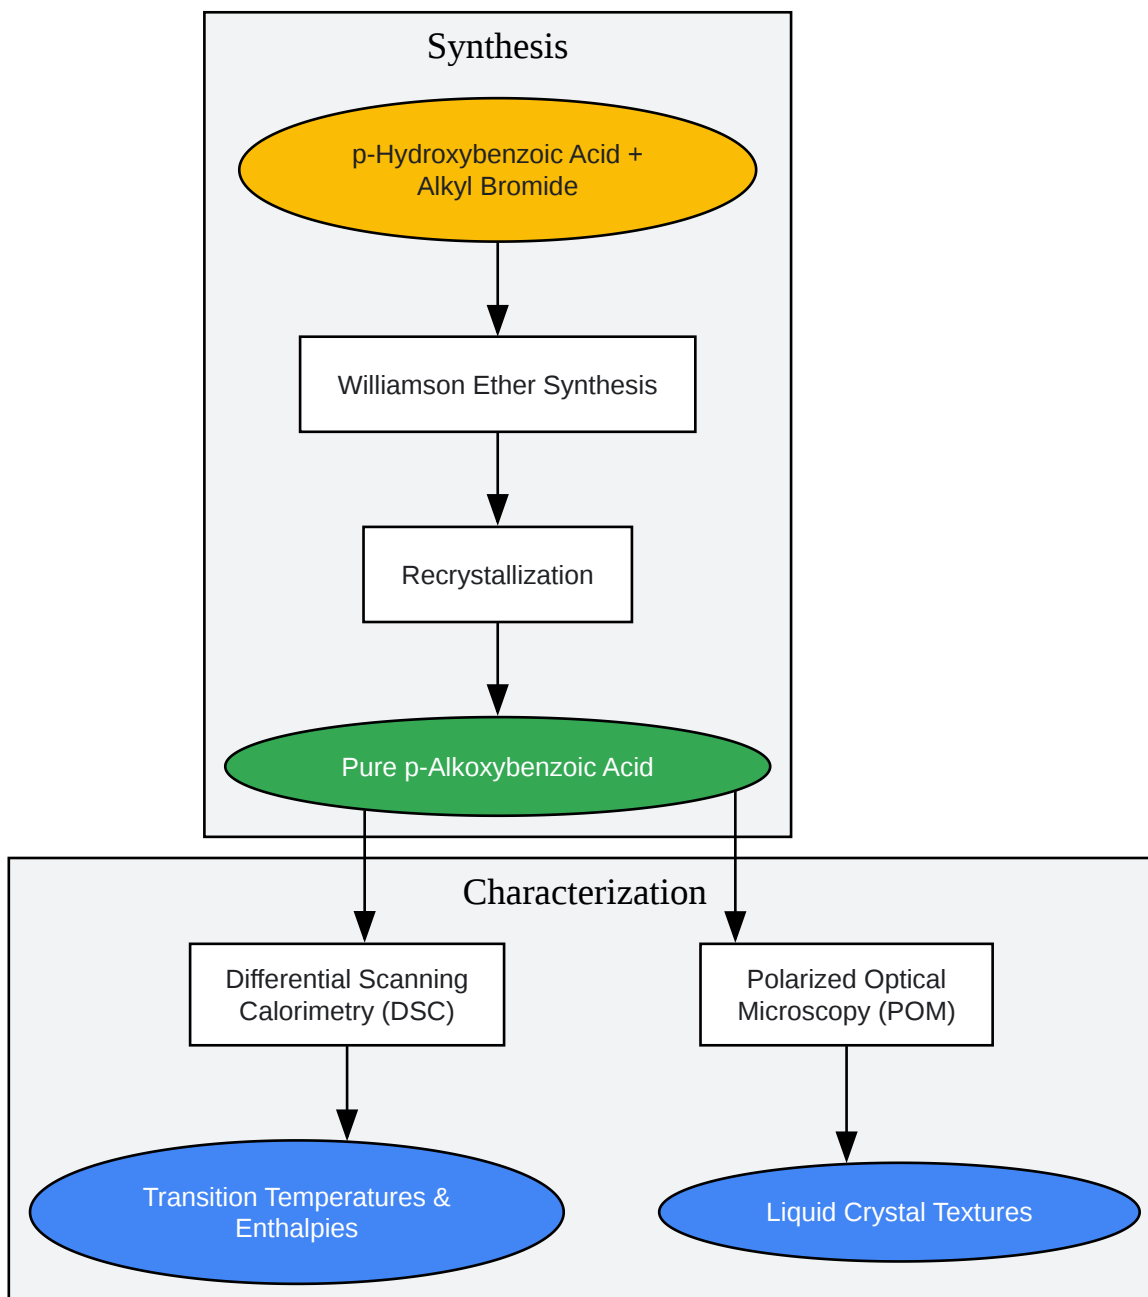 Synthesis
p-Hydroxybenzoic Acid +
Alkyl Bromide
Williamson Ether Synthesis
Recrystallization
Pure p-Alkoxybenzoic Acid
Characterization
Differential Scanning
Calorimetry (DSC)
Polarized Optical
Microscopy (POM)
Transition Temperatures &
Enthalpies
Liquid Crystal Textures